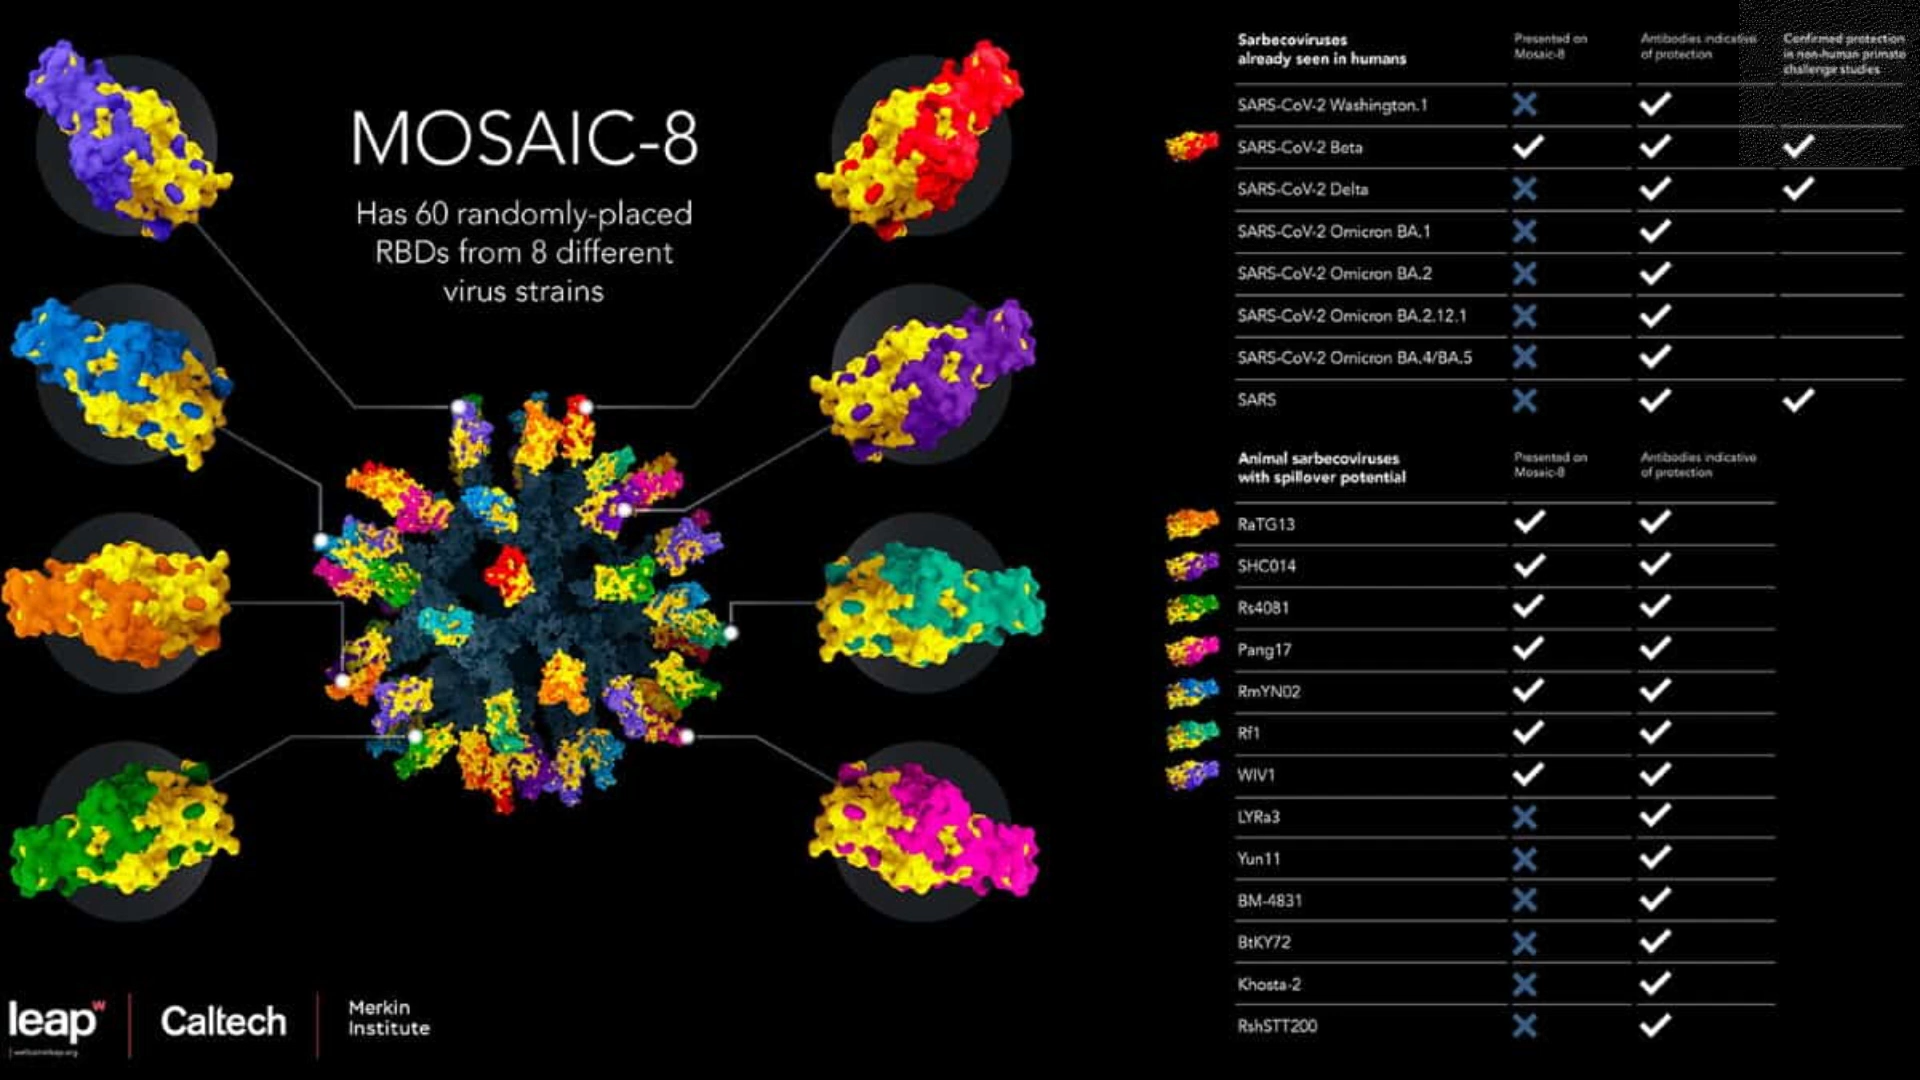 MOSAIC-8
Has 60 randomly-placed
RBDs from 8 different
virus strains
Sarbecoviruses
already seen in humans
Presented on
Mosaic-8
Antibodies indicative
of protection
Confirmed protection
in non-human primate
challenge studies
SARS-CoV-2 Washington.1
SARS-CoV-2 Beta
SARS-CoV-2 Delta
SARS-CoV-2 Omicron BA.1
SARS-CoV-2 Omicron BA.2
SARS-CoV-2 Omicron BA.2.12.1
SARS-CoV-2 Omicron BA.4/BA.5
SARS
Animal sarbecoviruses
with spillover potential
Presented on
Mosaic-8
Antibodies indicative
of protection
RaTG13
SHC014
Rs4081
Pang17
RmYN02
Rf1
WIV1
LYRa3
Yun11
BM-4831
BtKY72
Khosta-2
RshSTT200
leap w
wellcomeleap.org
Caltech
Merkin
Institute